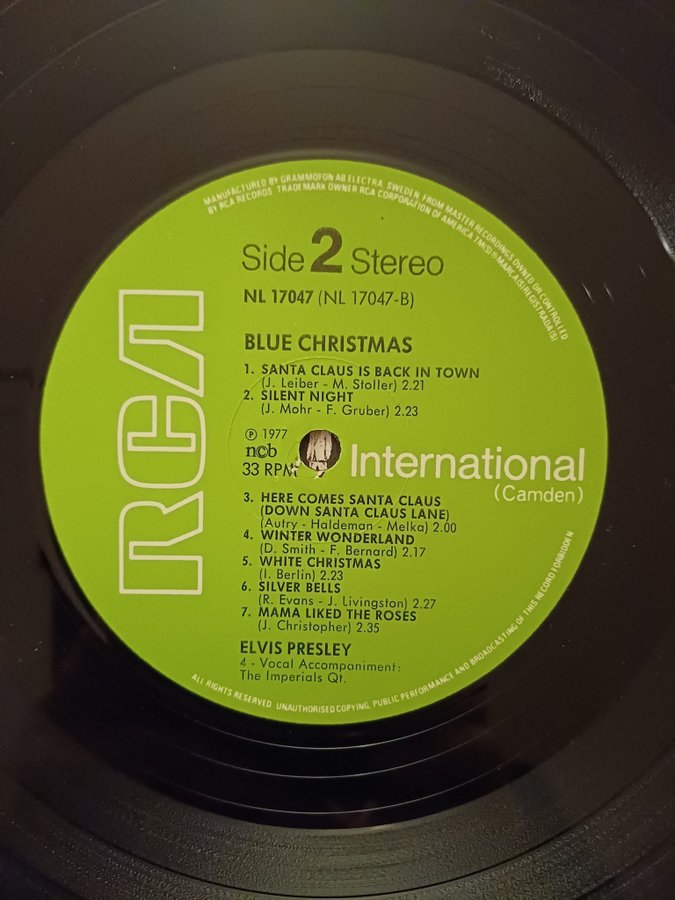 MANUFACTURED BY GRAMMOFON AB ELECTRA, SWEDEN, FROM MASTER RECORDINGS OWNED OR CONTROLLED
BY RCA RECORDS TRADEMARK OWNER RCA CORPORATION OF AMERICA TM(S)® MARCA(S) REGISTRADA(S)
Side 2 Stereo
NL 17047 (NL 17047-B)
RCA
BLUE CHRISTMAS
1. SANTA CLAUS IS BACK IN TOWN
(J. Leiber - M. Stoller) 2.21
2. SILENT NIGHT
(J. Mohr - F. Gruber) 2.23
℗ 1977
ncb
33 RPM
International
(Camden)
3. HERE COMES SANTA CLAUS
(DOWN SANTA CLAUS LANE)
(Autry - Haldeman - Melka) 2.00
4. WINTER WONDERLAND
(D. Smith - F. Bernard) 2.17
5. WHITE CHRISTMAS
(I. Berlin) 2.23
6. SILVER BELLS
(R. Evans - J. Livingston) 2.27
7. MAMA LIKED THE ROSES
(J. Christopher) 2.35
ELVIS PRESLEY
4 - Vocal Accompaniment:
The Imperials Qt.
ALL RIGHTS RESERVED UNAUTHORISED COPYING, PUBLIC PERFORMANCE AND BROADCASTING OF THIS RECORD FORBIDDEN